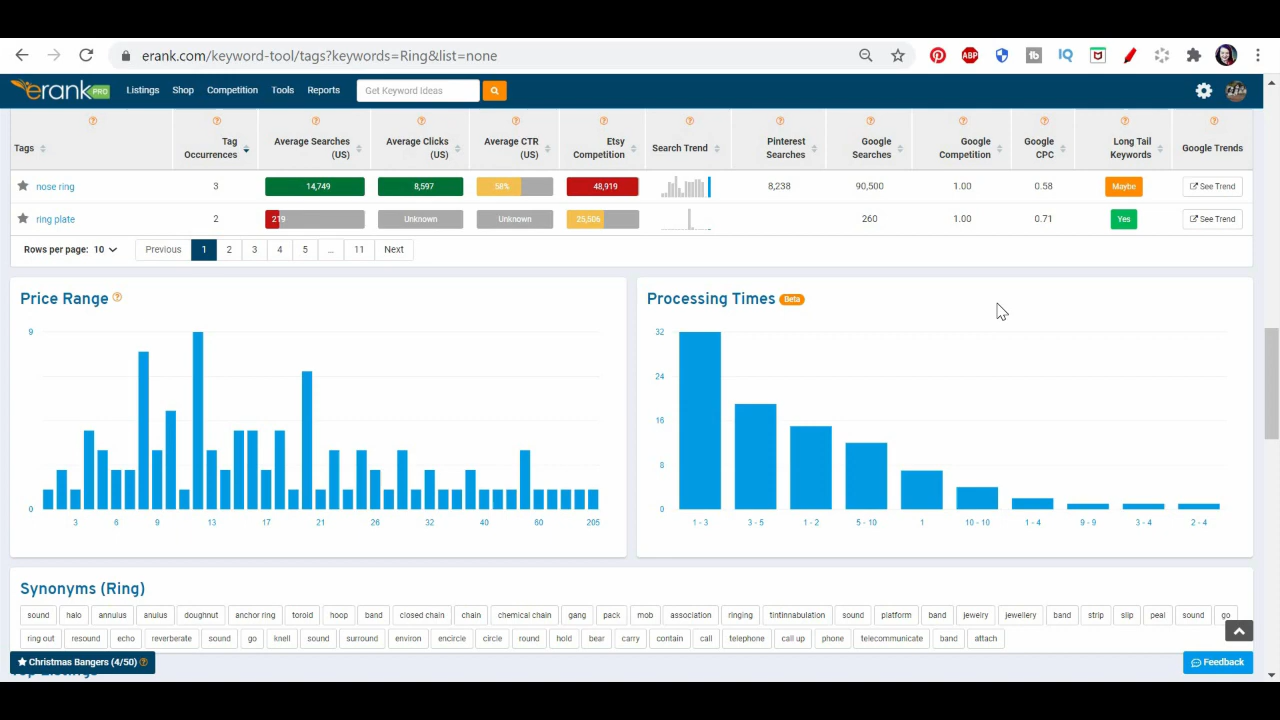 erank.com/keyword-tool/tags?keywords=Ring&list=none
erank PRO Listings Shop Competition Tools Reports Get Keyword Ideas
Tags Tag Occurrences Average Searches (US) Average Clicks (US) Average CTR (US) Etsy Competition Search Trend Pinterest Searches Google Searches Google Competition Google CPC Long Tail Keywords Google Trends
nose ring 3 14,749 8,597 58% 48,919 8,238 90,500 1.00 0.58 Maybe See Trend
ring plate 2 219 Unknown Unknown 25,506 260 1.00 0.71 Yes See Trend
Rows per page: 10 Previous 1 2 3 4 5 ... 11 Next
Price Range
9
0
3 6 9 13 17 21 26 32 40 60 205
Processing Times Beta
32
24
16
8
0
1 - 3 3 - 5 1 - 2 5 - 10 1 10 - 10 1 - 4 9 - 9 3 - 4 2 - 4
Synonyms (Ring)
sound halo annulus anulus doughnut anchor ring toroid hoop band closed chain chain chemical chain gang pack mob association ringing tintinnabulation sound platform band jewelry jewellery band strip slip peal sound go
ring out resound echo reverberate sound go knell sound surround environ encircle circle round hold bear carry contain call telephone call up phone telecommunicate band attach
Christmas Bangers (4/50)
Feedback